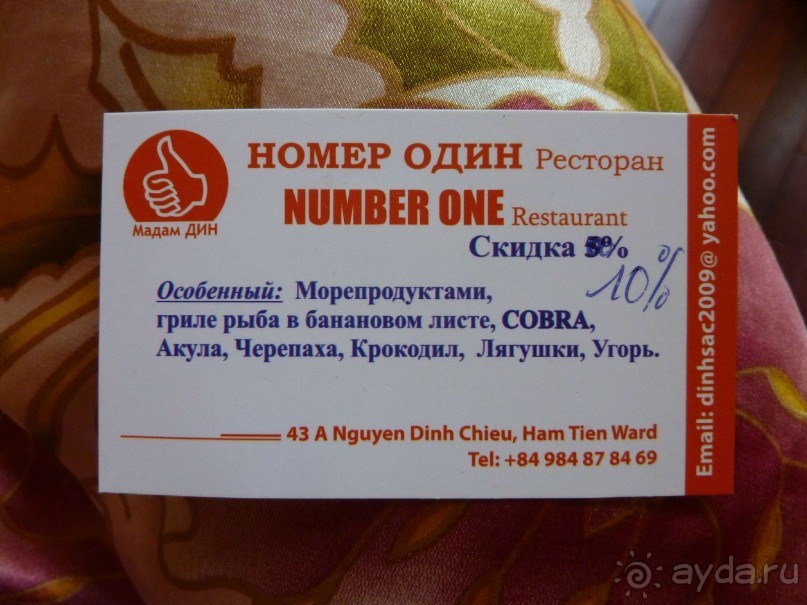 НОМЕР ОДИН Ресторан
NUMBER ONE Restaurant
Мадам ДИН
Скидка 5%
10%
Особенный: Морепродуктами,
гриле рыба в банановом листе, COBRA,
Акула, Черепаха, Крокодил, Лягушки, Угорь.
43 A Nguyen Dinh Chieu, Ham Tien Ward
Tel: +84 984 87 84 69
Email: dinhsac2009@yahoo.com
ayda.ru